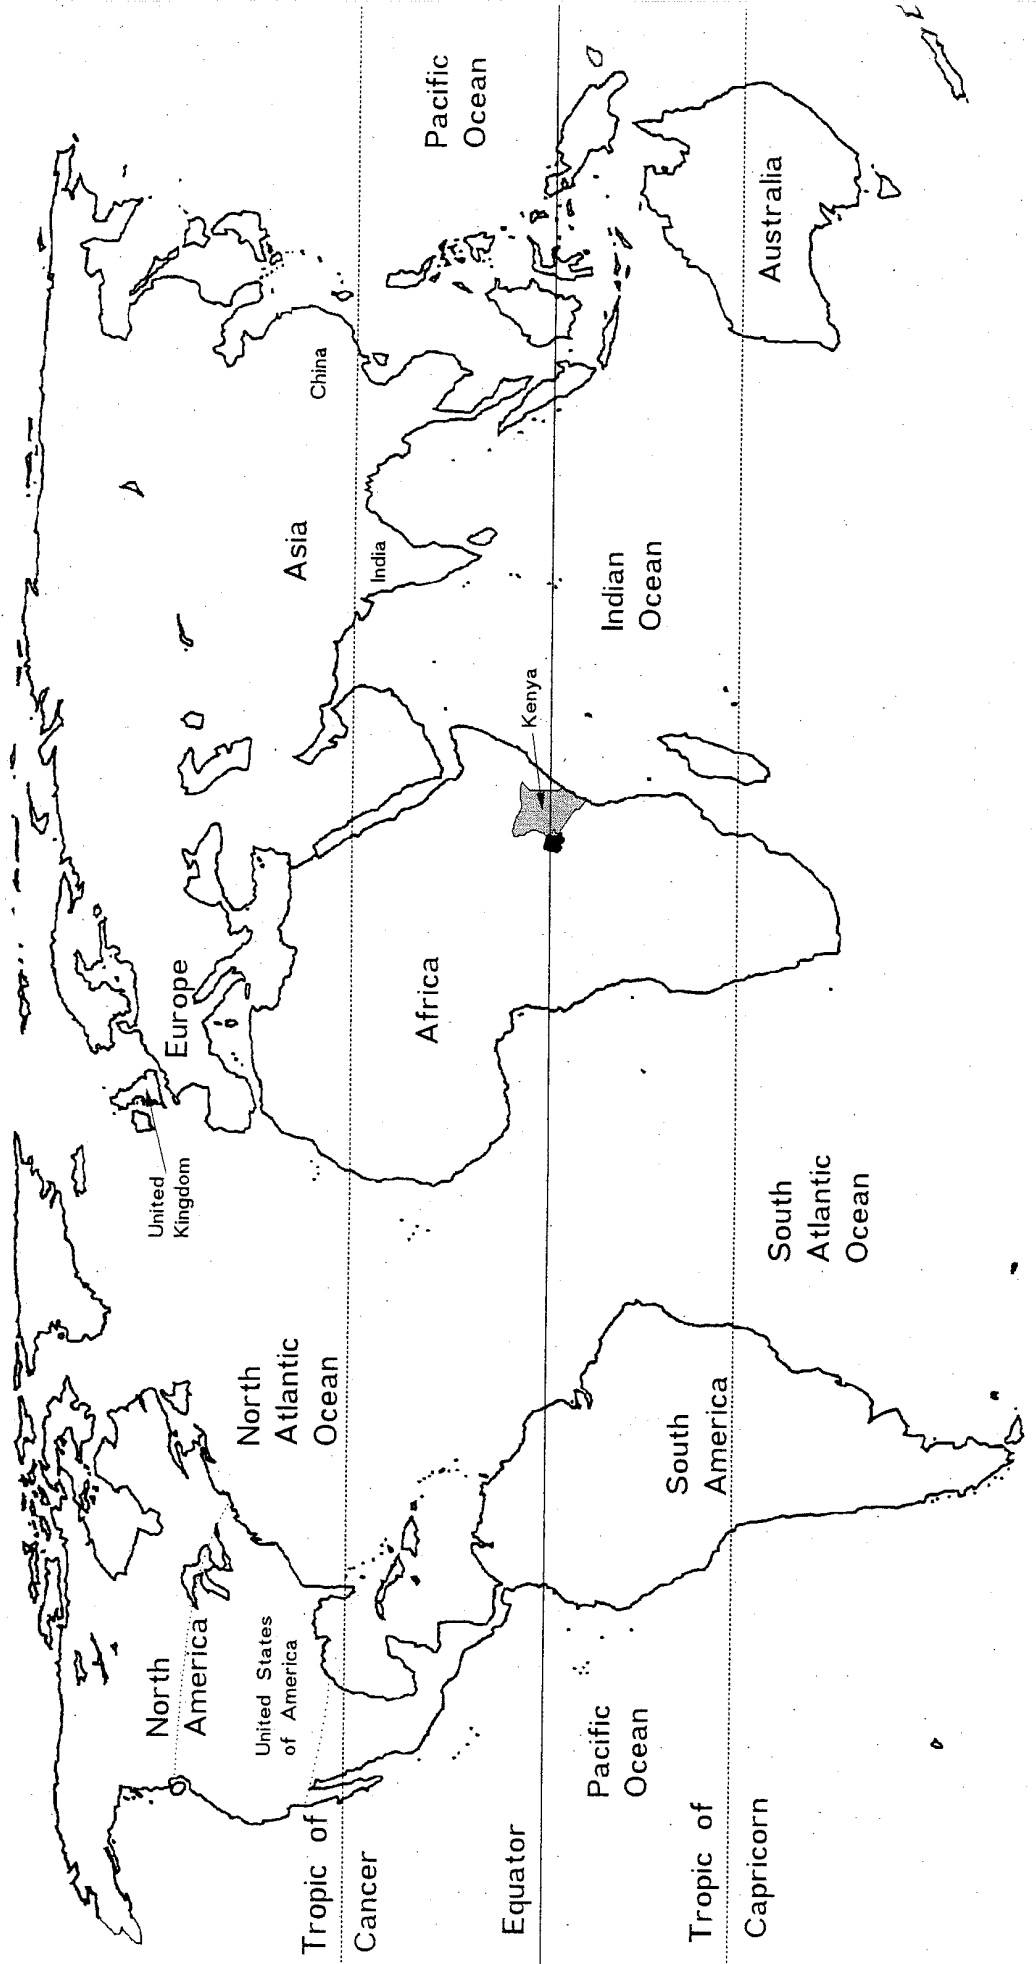 North
America
United States
of America
Tropic of
Cancer
Equator
Pacific
Ocean
Tropic of
Capricorn
North
Atlantic
Ocean
South
America
United
Kingdom
Europe
Africa
South
Atlantic
Ocean
Kenya
Asia
India
China
Indian
Ocean
Pacific
Ocean
Australia